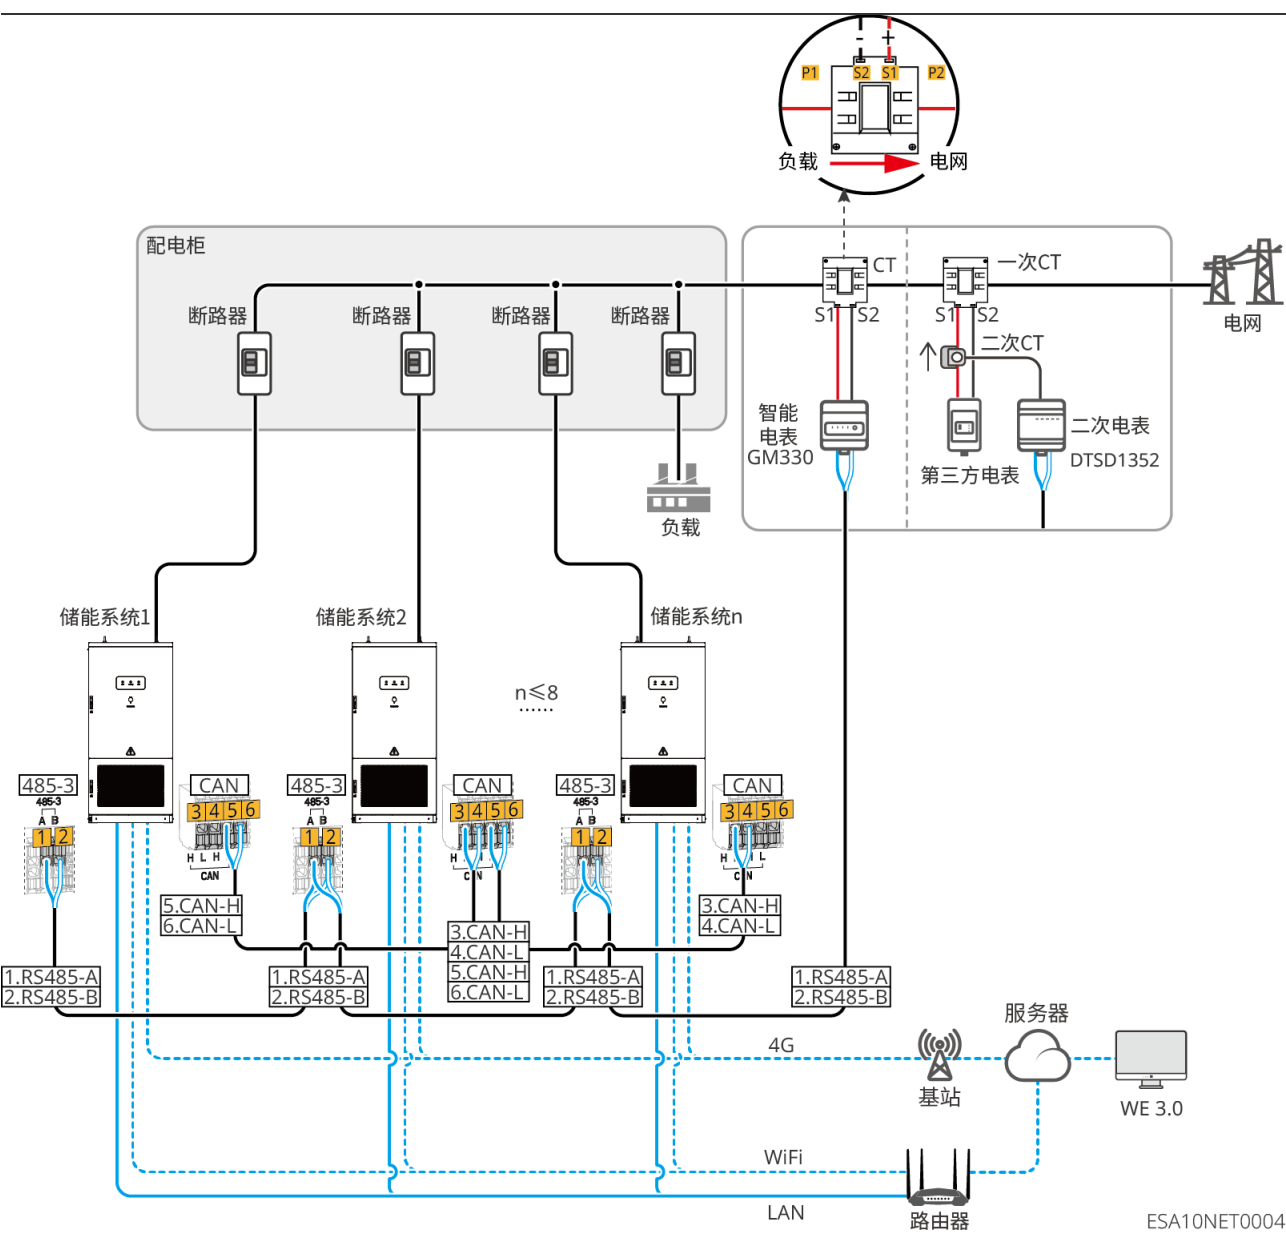 - +
P1 S2 S1 P2
负载 电网
配电柜
断路器 断路器 断路器 断路器
CT 一次CT
S1 S2 S1 S2
电网
二次CT
智能
电表
GM330
二次电表
DTSD1352
第三方电表
负载
储能系统1 储能系统2 储能系统n
n≤8
......
485-3 CAN 485-3 CAN 485-3 CAN
485-3 485-3 485-3
A B A B A B
3 4 5 6 3 4 5 6 3 4 5 6
1 2 1 2 1 2
H L H H H L
CAN
5.CAN-H
6.CAN-L
3.CAN-H
4.CAN-L
5.CAN-H
6.CAN-L
3.CAN-H
4.CAN-L
1.RS485-A 1.RS485-A 1.RS485-A 1.RS485-A
2.RS485-B 2.RS485-B 2.RS485-B 2.RS485-B
服务器
4G
基站
WE 3.0
WiFi
LAN
路由器
ESA10NET0004